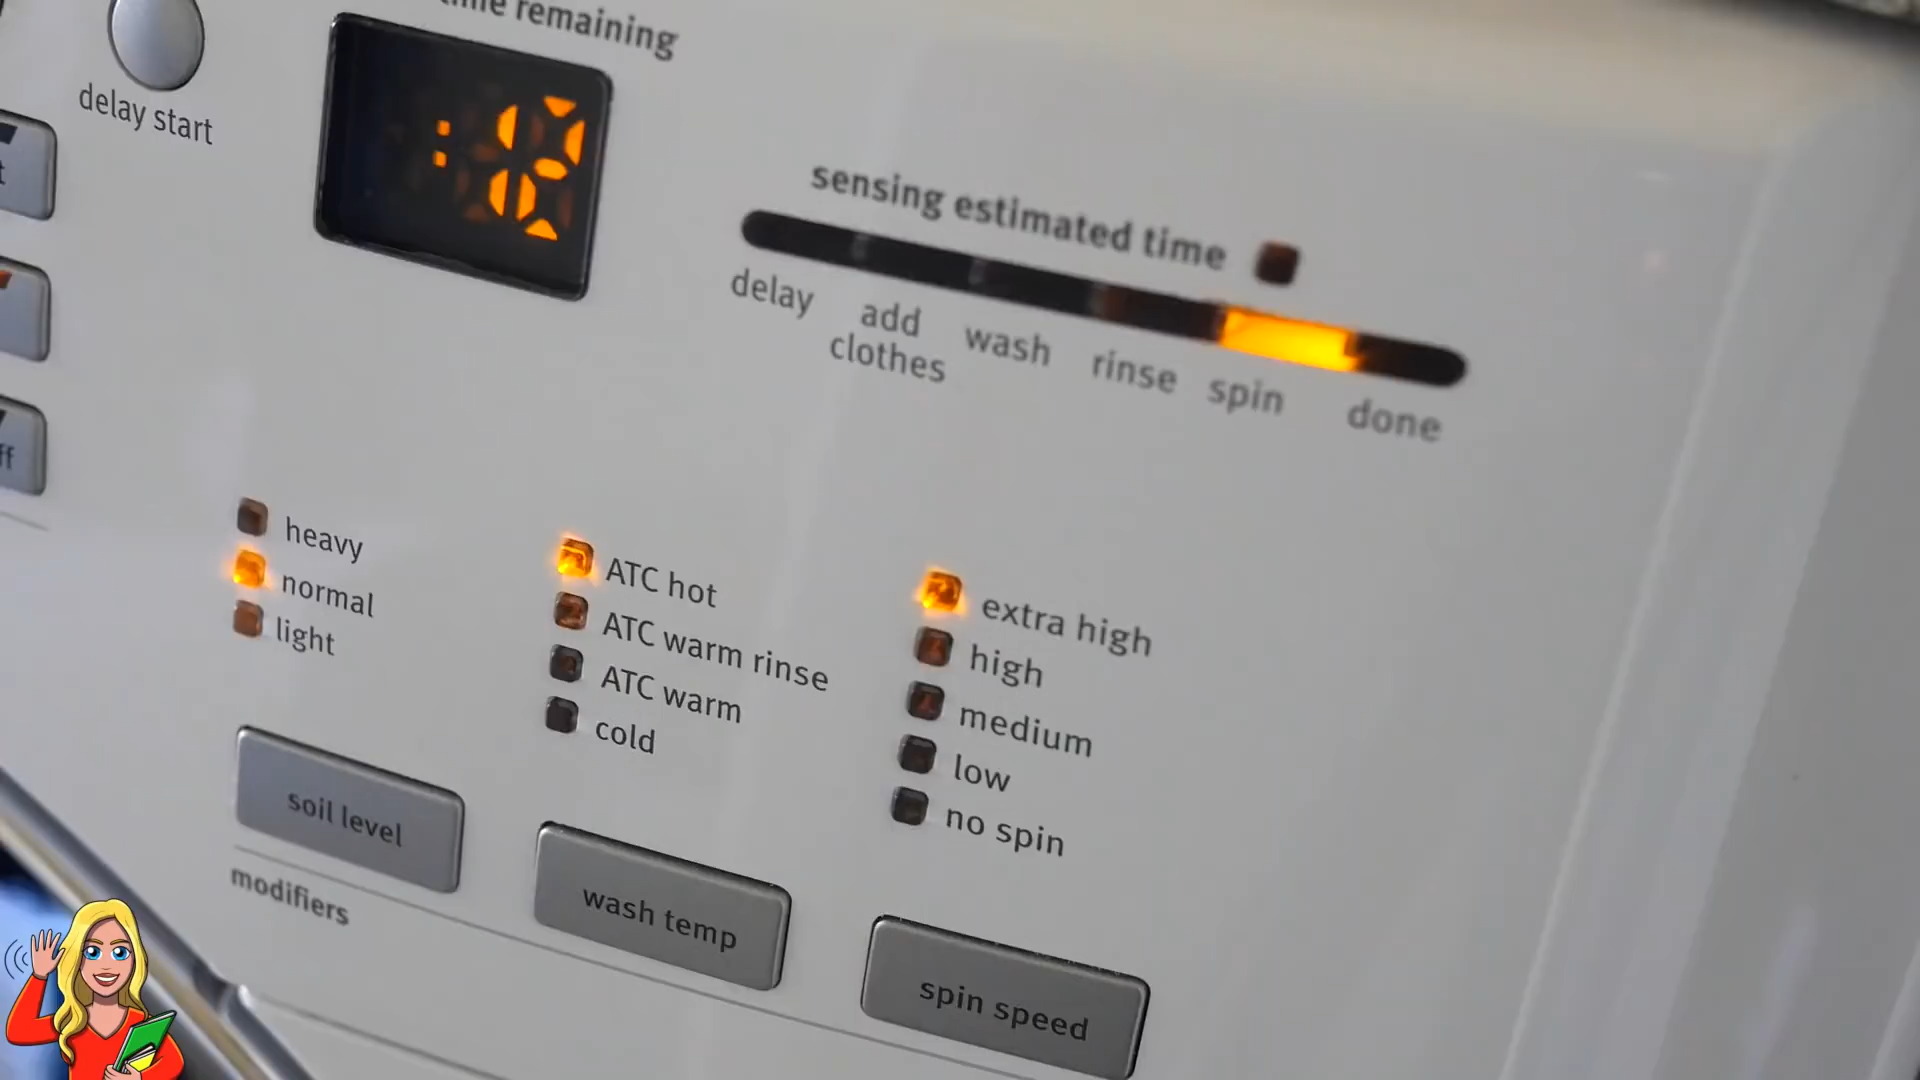 remaining
delay start
sensing estimated time
delay
add
clothes
wash
rinse
spin
done
heavy
normal
light
ATC hot
ATC warm rinse
ATC warm
cold
extra high
high
medium
low
no spin
soil level
wash temp
spin speed
modifiers